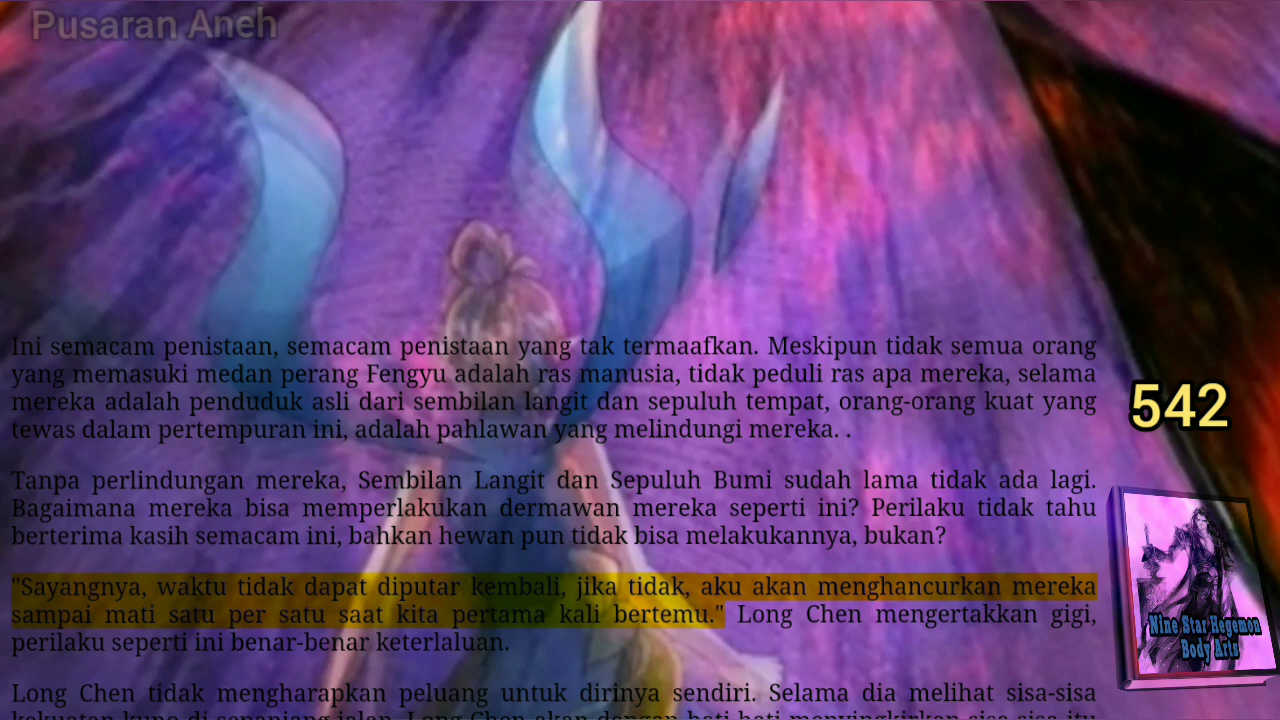 Pusaran Aneh
Ini semacam penistaan, semacam penistaan yang tak termaafkan. Meskipun tidak semua orang
yang memasuki medan perang Fengyu adalah ras manusia, tidak peduli ras apa mereka, selama
mereka adalah penduduk asli dari sembilan langit dan sepuluh tempat, orang-orang kuat yang
tewas dalam pertempuran ini, adalah pahlawan yang melindungi mereka. .
542
Tanpa perlindungan mereka, Sembilan Langit dan Sepuluh Bumi sudah lama tidak ada lagi.
Bagaimana mereka bisa memperlakukan dermawan mereka seperti ini? Perilaku tidak tahu
berterima kasih semacam ini, bahkan hewan pun tidak bisa melakukannya, bukan?
"Sayangnya, waktu tidak dapat diputar kembali, jika tidak, aku akan menghancurkan mereka
sampai mati satu per satu saat kita pertama kali bertemu." Long Chen mengertakkan gigi,
perilaku seperti ini benar-benar keterlaluan.
Nine Star Hegemon
Body Arts
Long Chen tidak mengharapkan peluang untuk dirinya sendiri. Selama dia melihat sisa-sisa